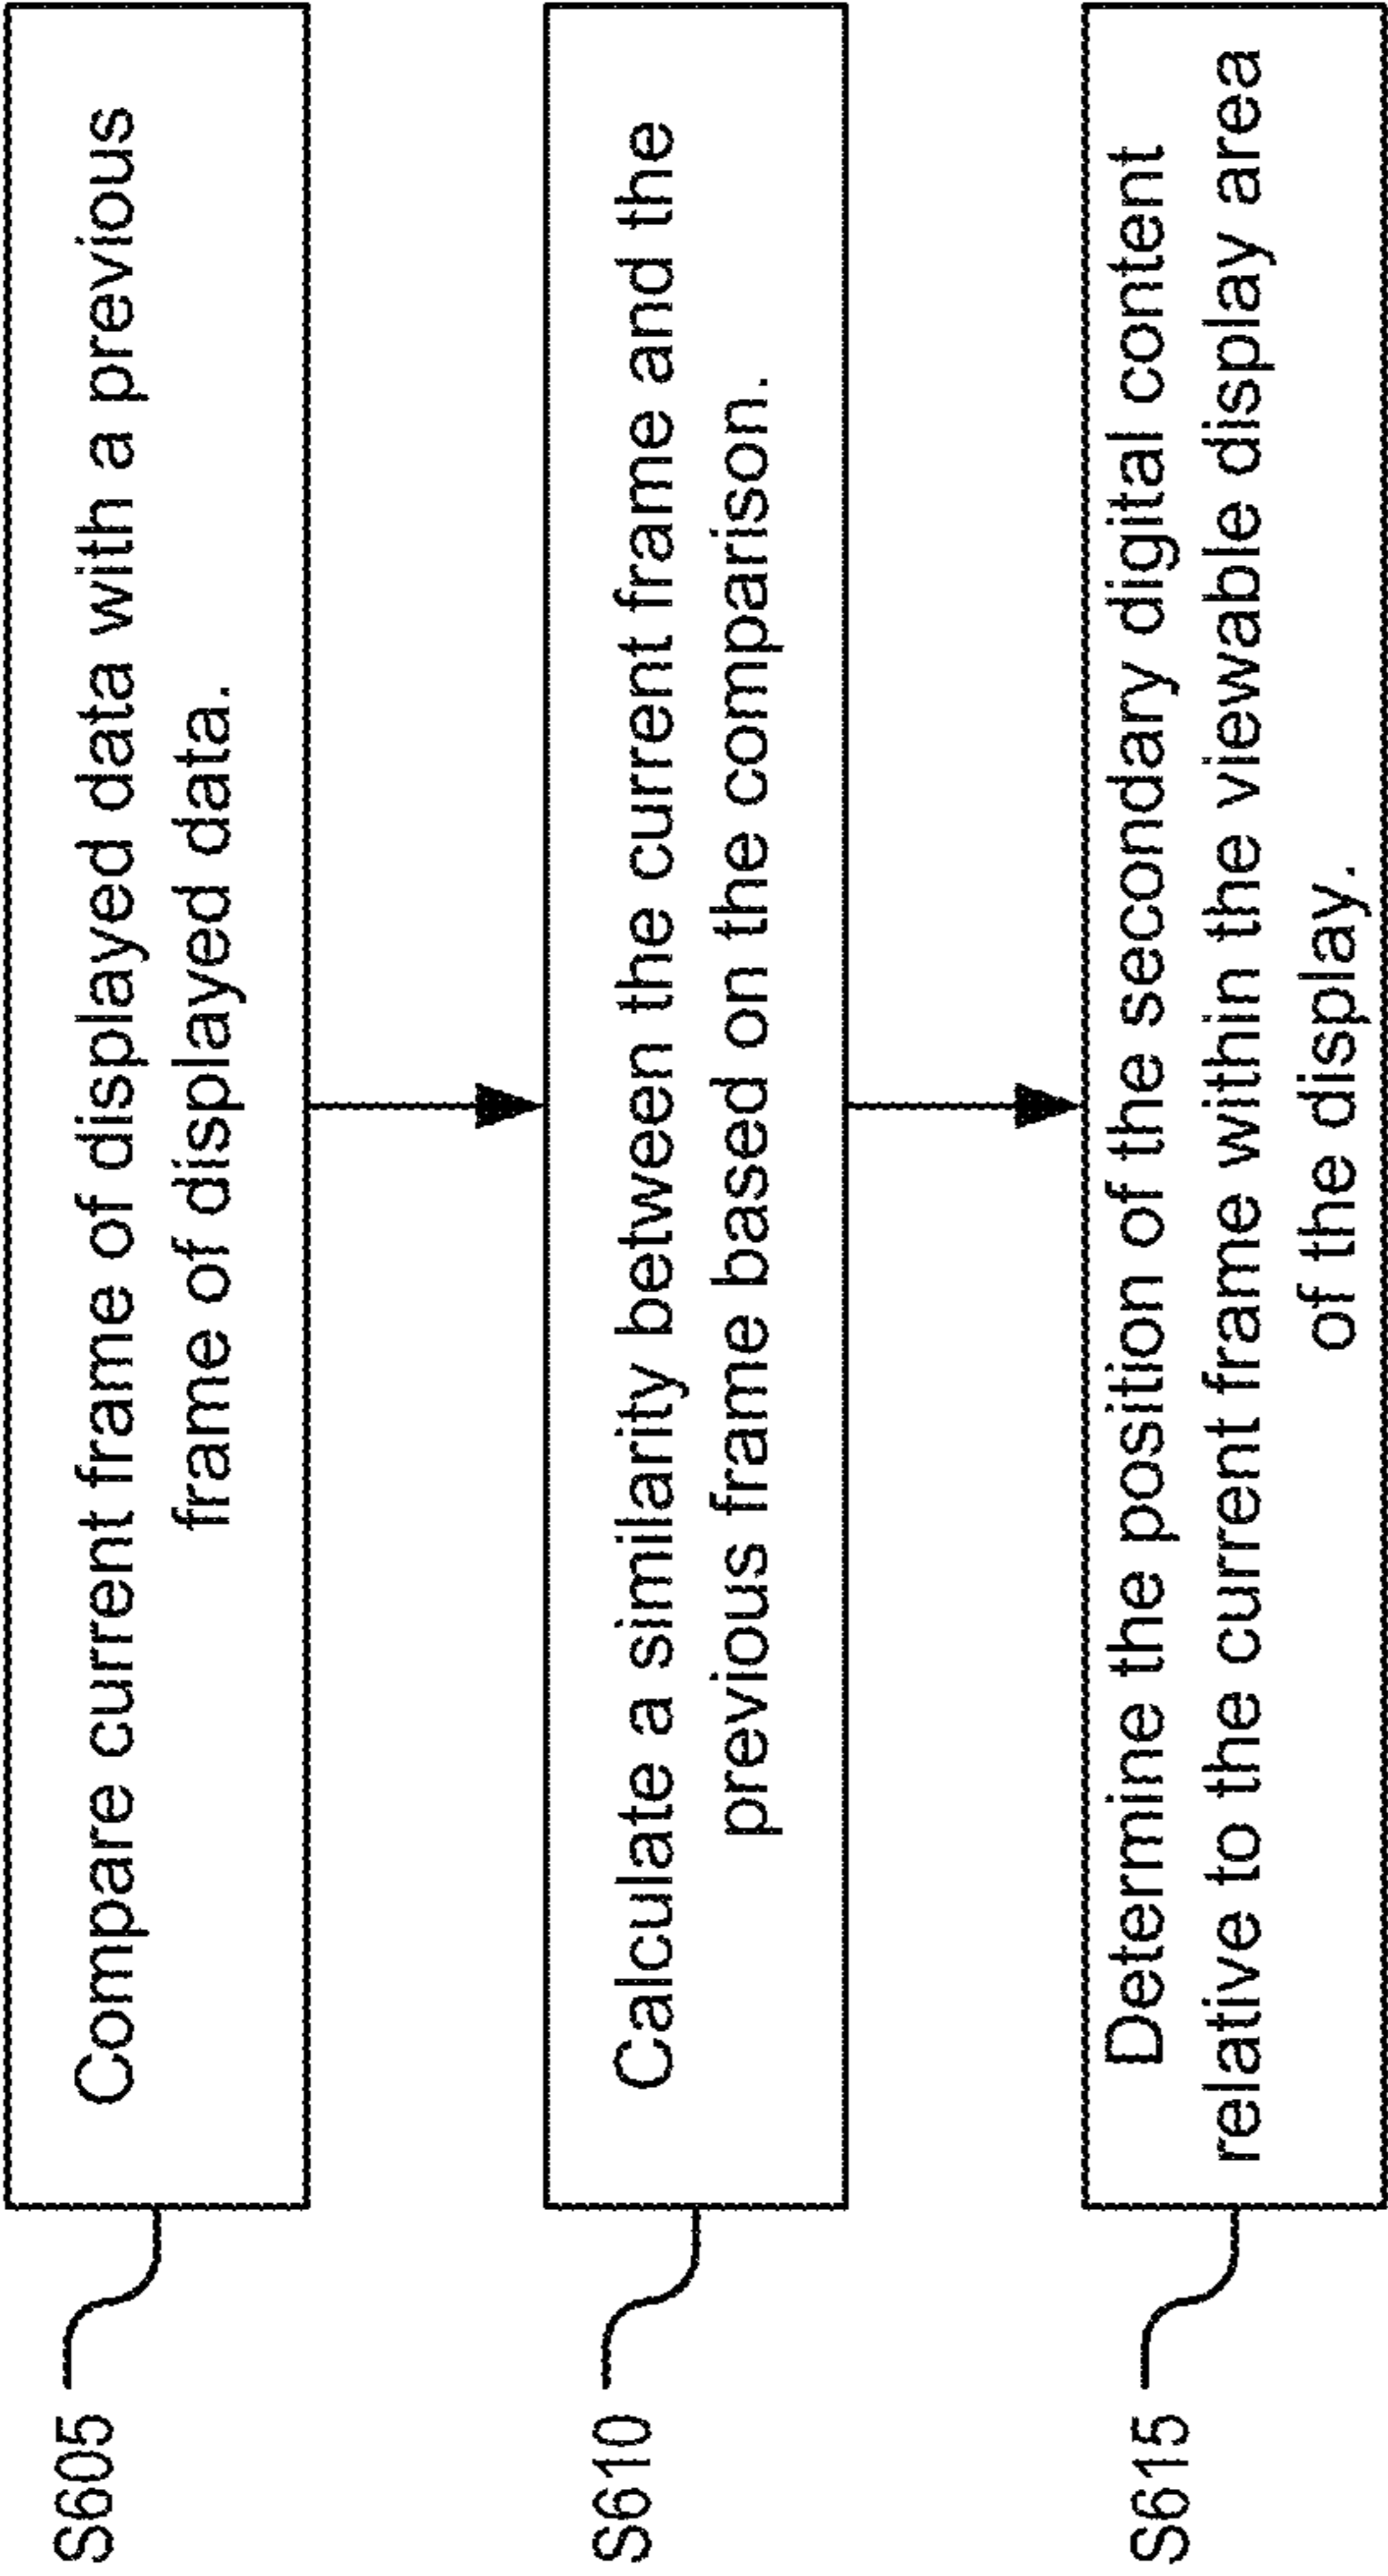 S605
Compare current frame of displayed data with a previous
frame of displayed data.
S610
Calculate a similarity between the current frame and the
previous frame based on the comparison.
S615
Determine the position of the secondary digital content
relative to the current frame within the viewable display area
of the display.